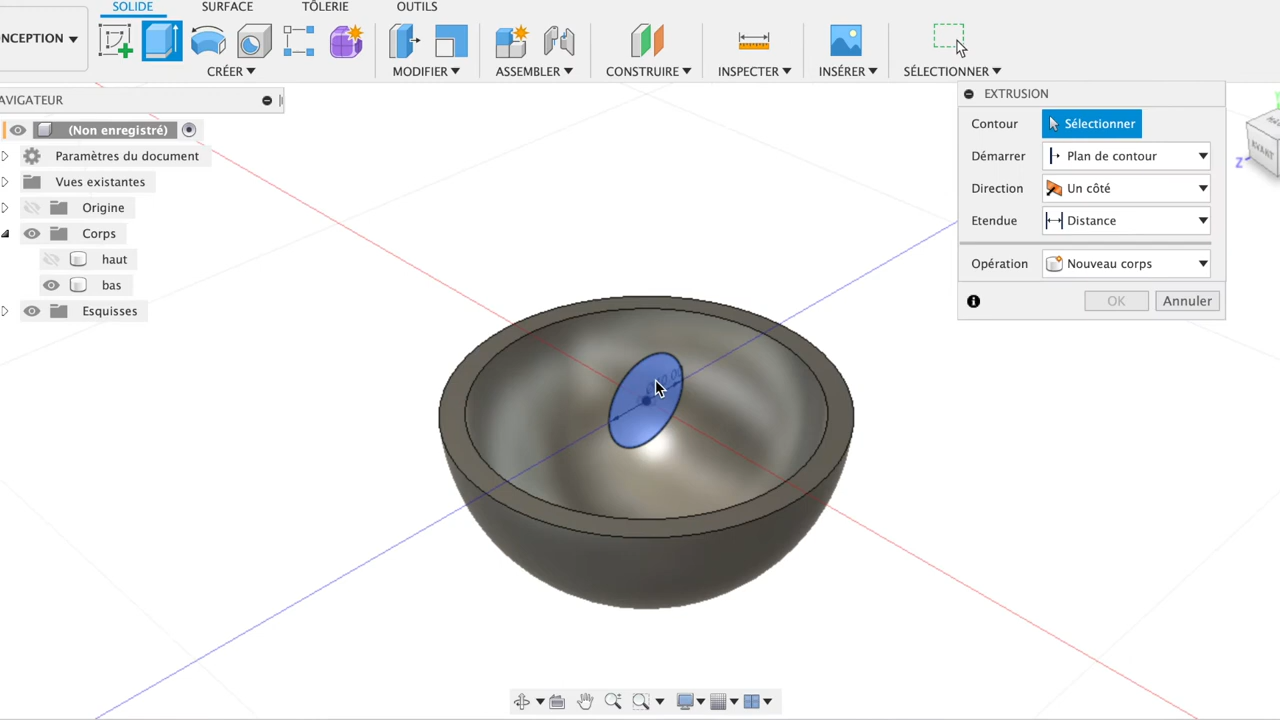 SOLIDE SURFACE TÔLERIE OUTILS
NCEPTION
CRÉER MODIFIER ASSEMBLER CONSTRUIRE INSPECTER INSÉRER SÉLECTIONNER
AVIGATEUR
(Non enregistré)
Paramètres du document
Vues existantes
Origine
Corps
haut
bas
Esquisses
EXTRUSION
Contour Sélectionner
Démarrer Plan de contour
Direction Un côté
Etendue Distance
Opération Nouveau corps
OK Annuler
AVANT
Z